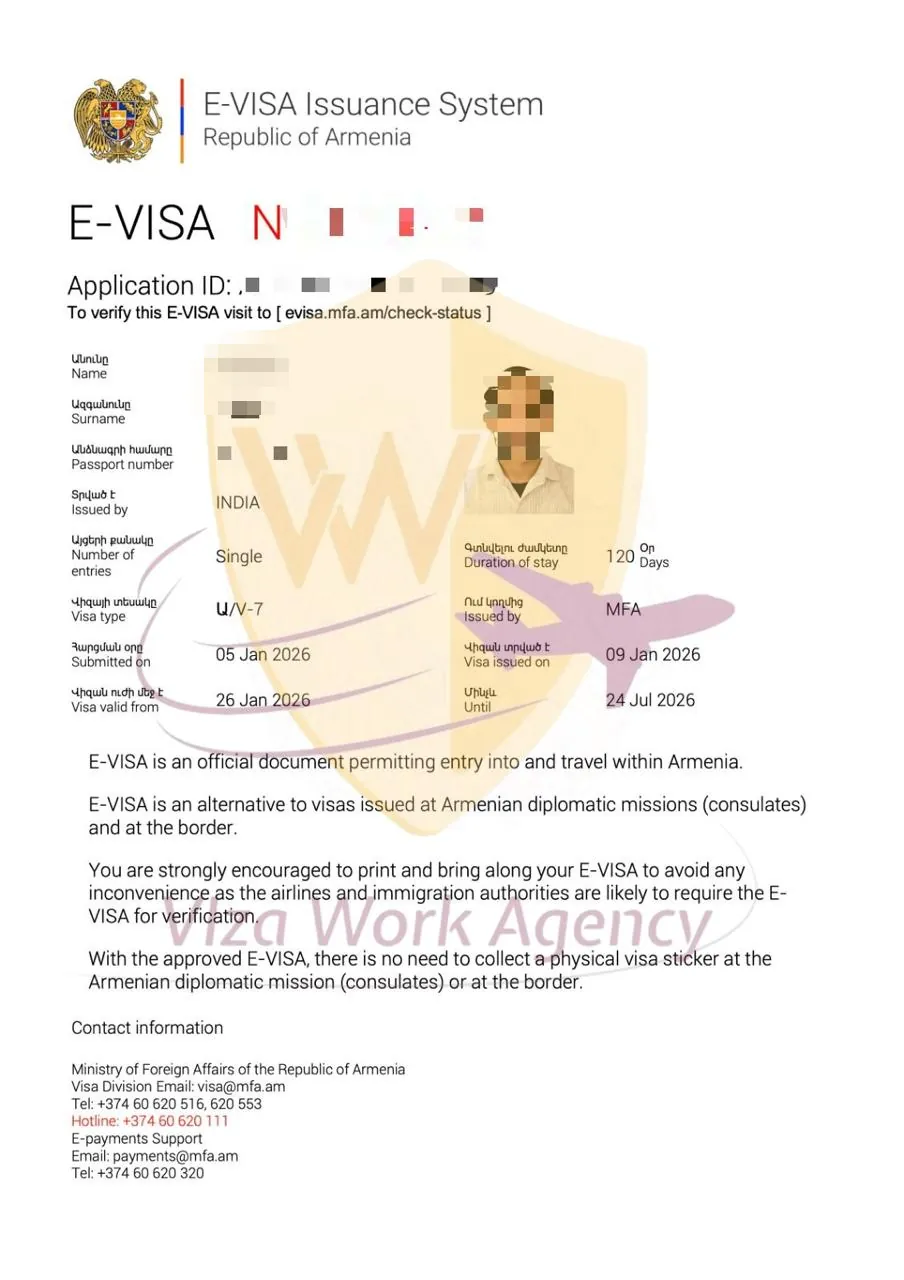 E-VISA Issuance System
Republic of Armenia
E-VISA N
Application ID:
To verify this E-VISA visit to [ evisa.mfa.am/check-status ]
Անունը
Name
Ազգանունը
Surname
Անձնագրի համարը
Passport number
Տրված է
Issued by
INDIA
Այցերի քանակը
Number of
entries
Single
Գտնվելու ժամկետը
Duration of stay
120 Օր
Days
Վիզայի տեսակը
Visa type
Ա/V-7
Ում կողմից
Issued by
MFA
Հարգման օրը
Submitted on
05 Jan 2026
Վիզան տրված է
Visa issued on
09 Jan 2026
Վիզան ուժի մեջ է
Visa valid from
26 Jan 2026
Մինչև
Until
24 Jul 2026
E-VISA is an official document permitting entry into and travel within Armenia.
E-VISA is an alternative to visas issued at Armenian diplomatic missions (consulates)
and at the border.
You are strongly encouraged to print and bring along your E-VISA to avoid any
inconvenience as the airlines and immigration authorities are likely to require the E-
VISA for verification.
Viza Work Agency
With the approved E-VISA, there is no need to collect a physical visa sticker at the
Armenian diplomatic mission (consulates) or at the border.
Contact information
Ministry of Foreign Affairs of the Republic of Armenia
Visa Division Email: visa@mfa.am
Tel: +374 60 620 516, 620 553
Hotline: +374 60 620 111
E-payments Support
Email: payments@mfa.am
Tel: +374 60 620 320